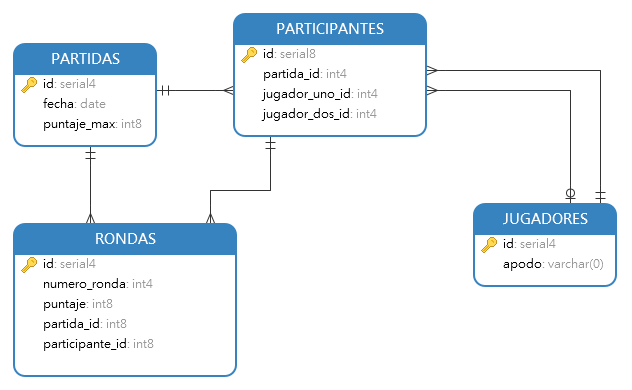 PARTIDAS
id: serial4
fecha: date
puntaje_max: int8
PARTICIPANTES
id: serial8
partida_id: int4
jugador_uno_id: int4
jugador_dos_id: int4
RONDAS
id: serial4
numero_ronda: int4
puntaje: int8
partida_id: int8
participante_id: int8
JUGADORES
id: serial4
apodo: varchar(0)